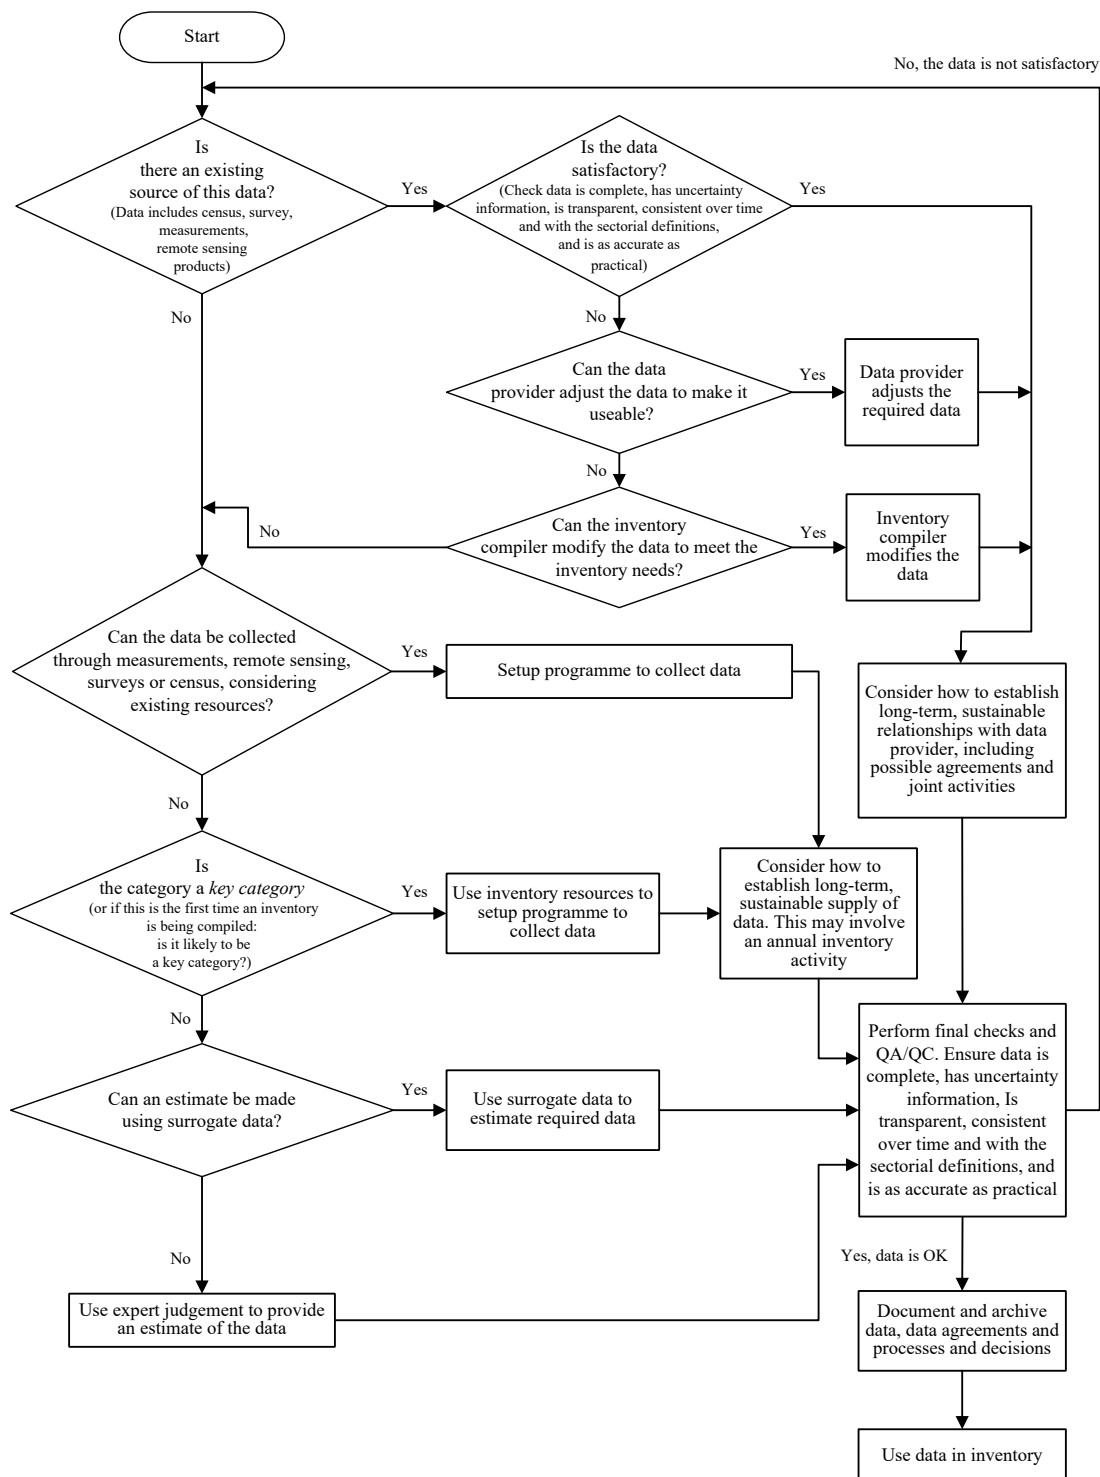 Start
No, the data is not satisfactory
Is
there an existing
source of this data?
(Data includes census, survey,
measurements,
remote sensing
products)
Yes
Is the data
satisfactory?
(Check data is complete, has uncertainty
information, is transparent, consistent over time
and with the sectorial definitions,
and is as accurate as
practical)
Yes
No
No
Can the data
provider adjust the data to make it
useable?
Yes
Data provider
adjusts the
required data
No
Can the inventory
compiler modify the data to meet the
inventory needs?
No
Yes
Inventory
compiler
modifies the
data
Can the data be collected
through measurements, remote sensing,
surveys or census, considering
existing resources?
Yes
Setup programme to collect data
Consider how to establish
long-term, sustainable
relationships with data
provider, including
possible agreements and
joint activities
No
Is
the category a key category
(or if this is the first time an inventory
is being compiled:
is it likely to be
a key category?)
Yes
Use inventory resources to
setup programme to
collect data
Consider how to
establish long-term,
sustainable supply of
data. This may involve
an annual inventory
activity
No
Can an estimate be made
using surrogate data?
Yes
Use surrogate data to
estimate required data
Perform final checks and
QA/QC. Ensure data is
complete, has uncertainty
information, Is
transparent, consistent
over time and with the
sectorial definitions, and
is as accurate as practical
No
Use expert judgement to provide
an estimate of the data
Yes, data is OK
Document and archive
data, data agreements and
processes and decisions
Use data in inventory